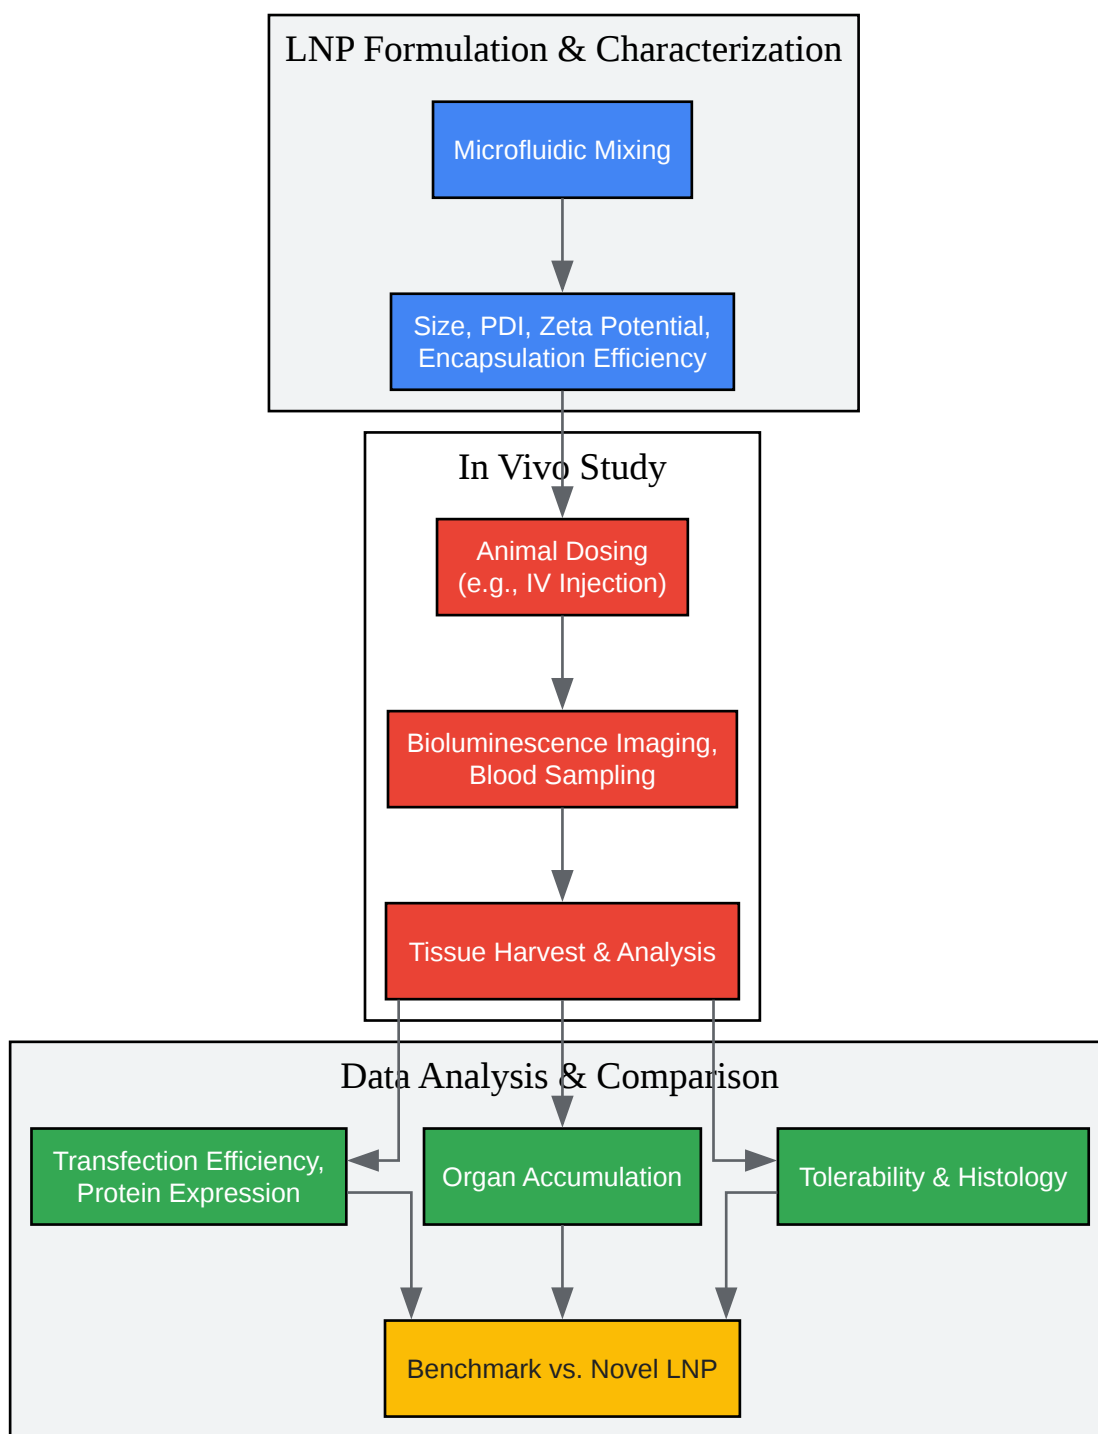 LNP Formulation & Characterization
Microfluidic Mixing
Size, PDI, Zeta Potential,
Encapsulation Efficiency
In Vivo Study
Animal Dosing
(e.g., IV Injection)
Bioluminescence Imaging,
Blood Sampling
Tissue Harvest & Analysis
Data Analysis & Comparison
Transfection Efficiency,
Protein Expression
Organ Accumulation
Tolerability & Histology
Benchmark vs. Novel LNP